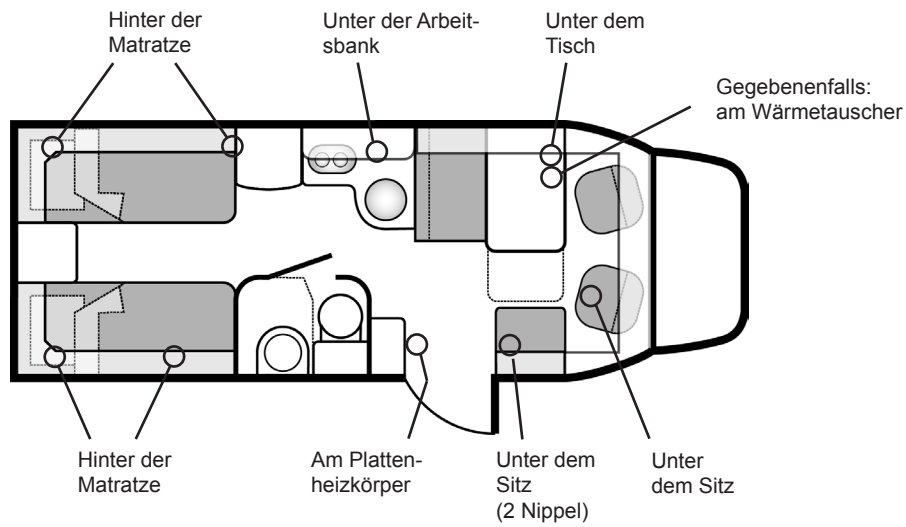 Hinter der
Matratze
Unter der Arbeit-
sbank
Unter dem
Tisch
Gegebenenfalls:
am Wärmetauscher
Hinter der
Matratze
Am Platten-
heizkörper
Unter dem
Sitz
(2 Nippel)
Unter
dem Sitz